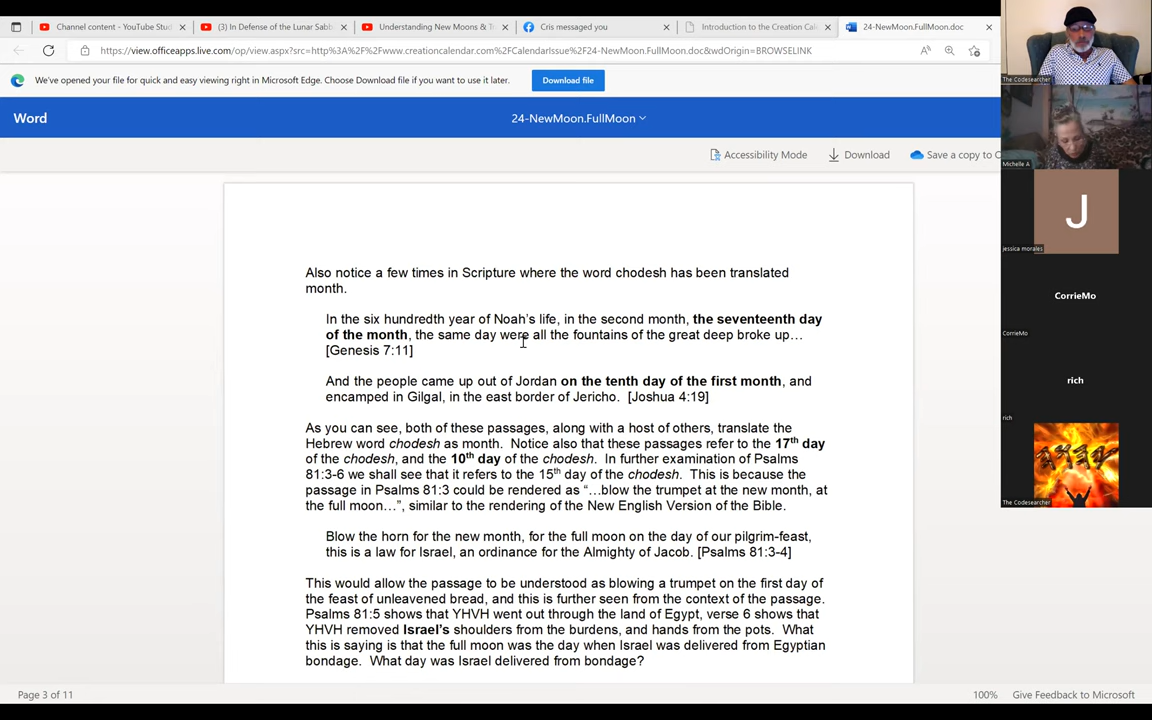 Channel content - YouTube Stud
(3) In Defense of the Lunar Sabb
Understanding New Moons & T
Cris messaged you
Introduction to the Creation Cal
24-NewMoon.FullMoon.doc
https://view.officeapps.live.com/op/view.aspx?src=http%3A%2F%2Fwww.creationcalendar.com%2FCalendarIssue%2F24-NewMoon.FullMoon.doc&wdOrigin=BROWSELINK
We've opened your file for quick and easy viewing right in Microsoft Edge. Choose Download file if you want to use it later.
Download file
Word
24-NewMoon.FullMoon
Accessibility Mode
Download
Save a copy to O
Also notice a few times in Scripture where the word chodesh has been translated
month.
In the six hundredth year of Noah's life, in the second month, the seventeenth day
of the month, the same day were all the fountains of the great deep broke up…
[Genesis 7:11]
And the people came up out of Jordan on the tenth day of the first month, and
encamped in Gilgal, in the east border of Jericho. [Joshua 4:19]
As you can see, both of these passages, along with a host of others, translate the
Hebrew word chodesh as month. Notice also that these passages refer to the 17th day
of the chodesh, and the 10th day of the chodesh. In further examination of Psalms
81:3-6 we shall see that it refers to the 15th day of the chodesh. This is because the
passage in Psalms 81:3 could be rendered as "…blow the trumpet at the new month, at
the full moon…", similar to the rendering of the New English Version of the Bible.
Blow the horn for the new month, for the full moon on the day of our pilgrim-feast,
this is a law for Israel, an ordinance for the Almighty of Jacob. [Psalms 81:3-4]
This would allow the passage to be understood as blowing a trumpet on the first day of
the feast of unleavened bread, and this is further seen from the context of the passage.
Psalms 81:5 shows that YHVH went out through the land of Egypt, verse 6 shows that
YHVH removed Israel's shoulders from the burdens, and hands from the pots. What
this is saying is that the full moon was the day when Israel was delivered from Egyptian
bondage. What day was Israel delivered from bondage?
Page 3 of 11
100%
Give Feedback to Microsoft
The Codesearcher
Michelle A
J
jessica morales
CorrieMo
CorrieMo
rich
rich
The Codesearcher